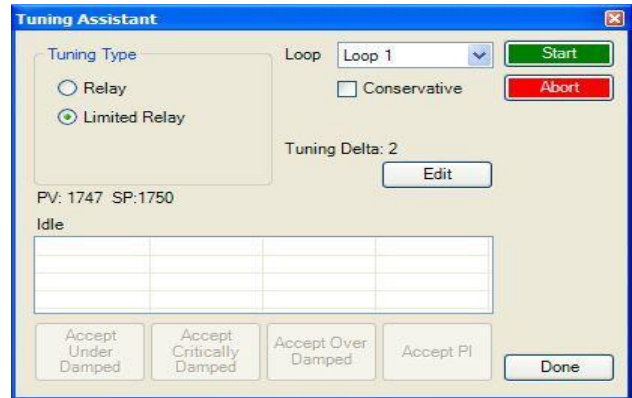 Tuning Assistant
Tuning Type
Relay
Limited Relay
Loop Loop 1
Conservative
Start
Abort
Tuning Delta: 2
Edit
PV: 1747 SP:1750
Idle
Accept
Under
Damped
Accept
Critically
Damped
Accept Over
Damped
Accept PI
Done